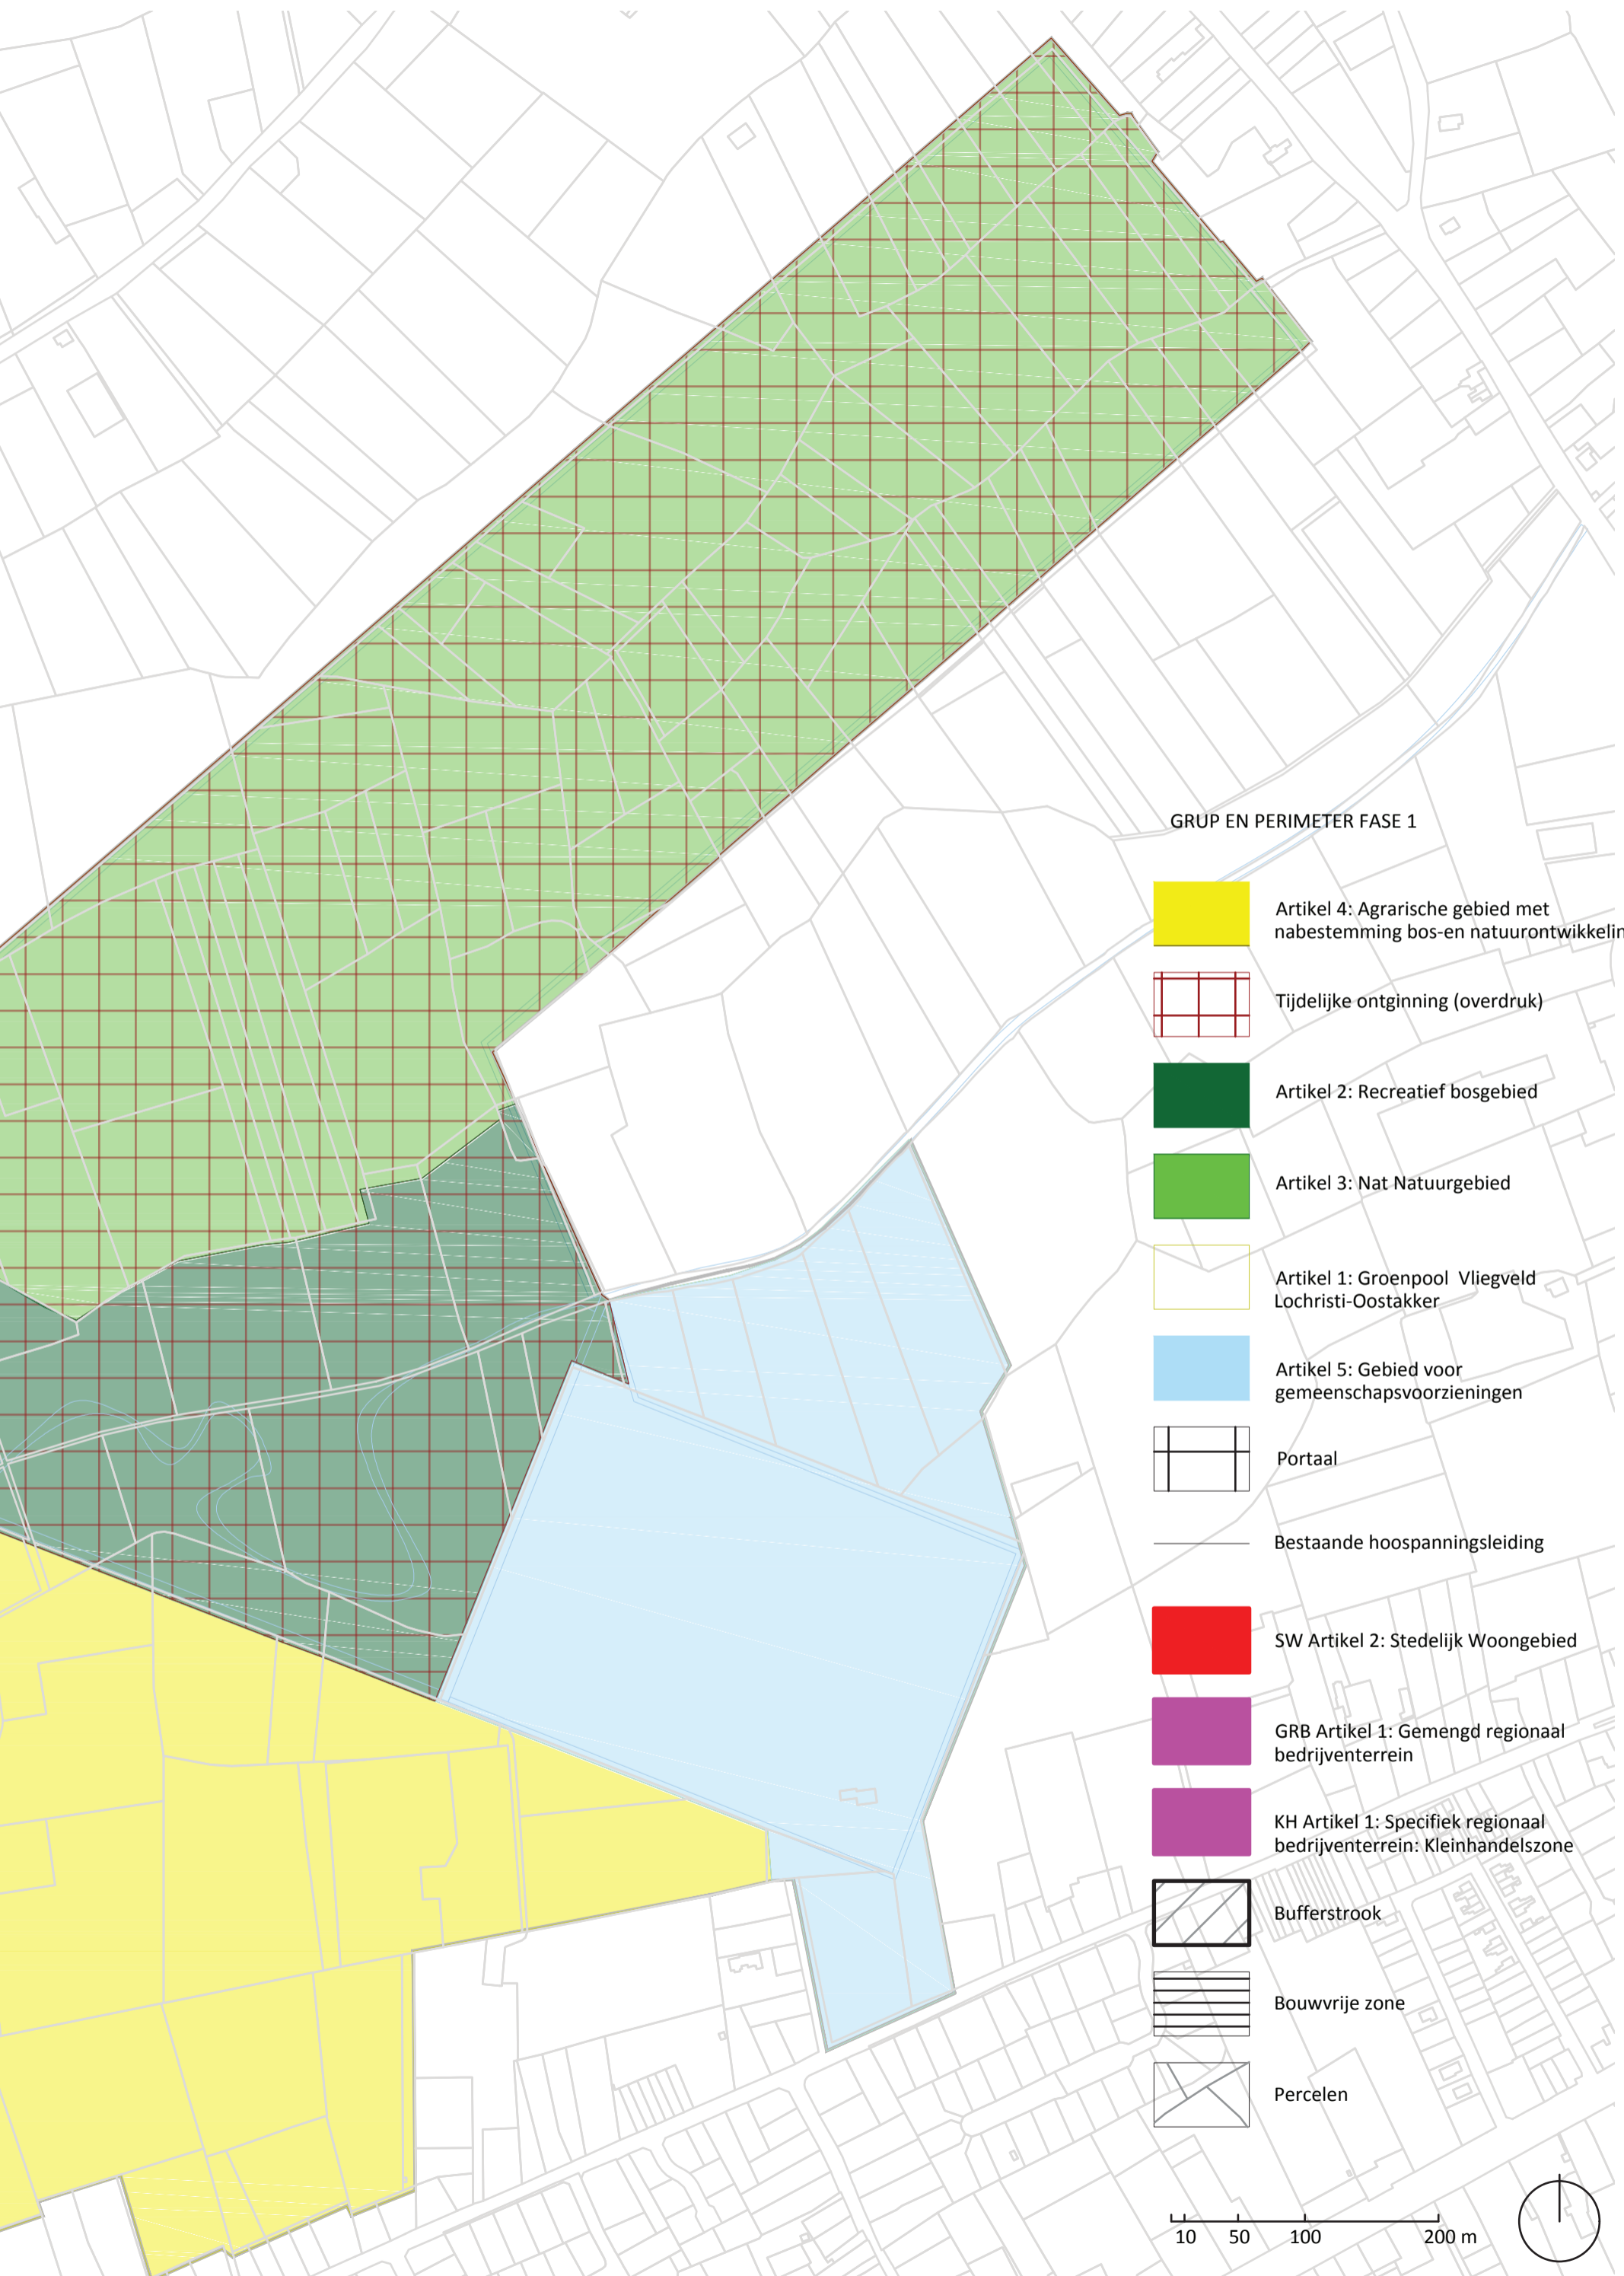 GRUP EN PERIMETER FASE 1
Artikel 4: Agrarische gebied met
nabestemming bos-en natuurontwikkelin
Tijdelijke ontginning (overdruk)
Artikel 2: Recreatief bosgebied
Artikel 3: Nat Natuurgebied
Artikel 1: Groenpool Vliegveld
Lochristi-Oostakker
Artikel 5: Gebied voor
gemeenschapsvoorzieningen
Portaal
Bestaande hoospanningsleiding
SW Artikel 2: Stedelijk Woongebied
GRB Artikel 1: Gemengd regionaal
bedrijventerrein
KH Artikel 1: Specifiek regionaal
bedrijventerrein: Kleinhandelszone
Bufferstrook
Bouwvrije zone
Percelen
10 50 100 200 m